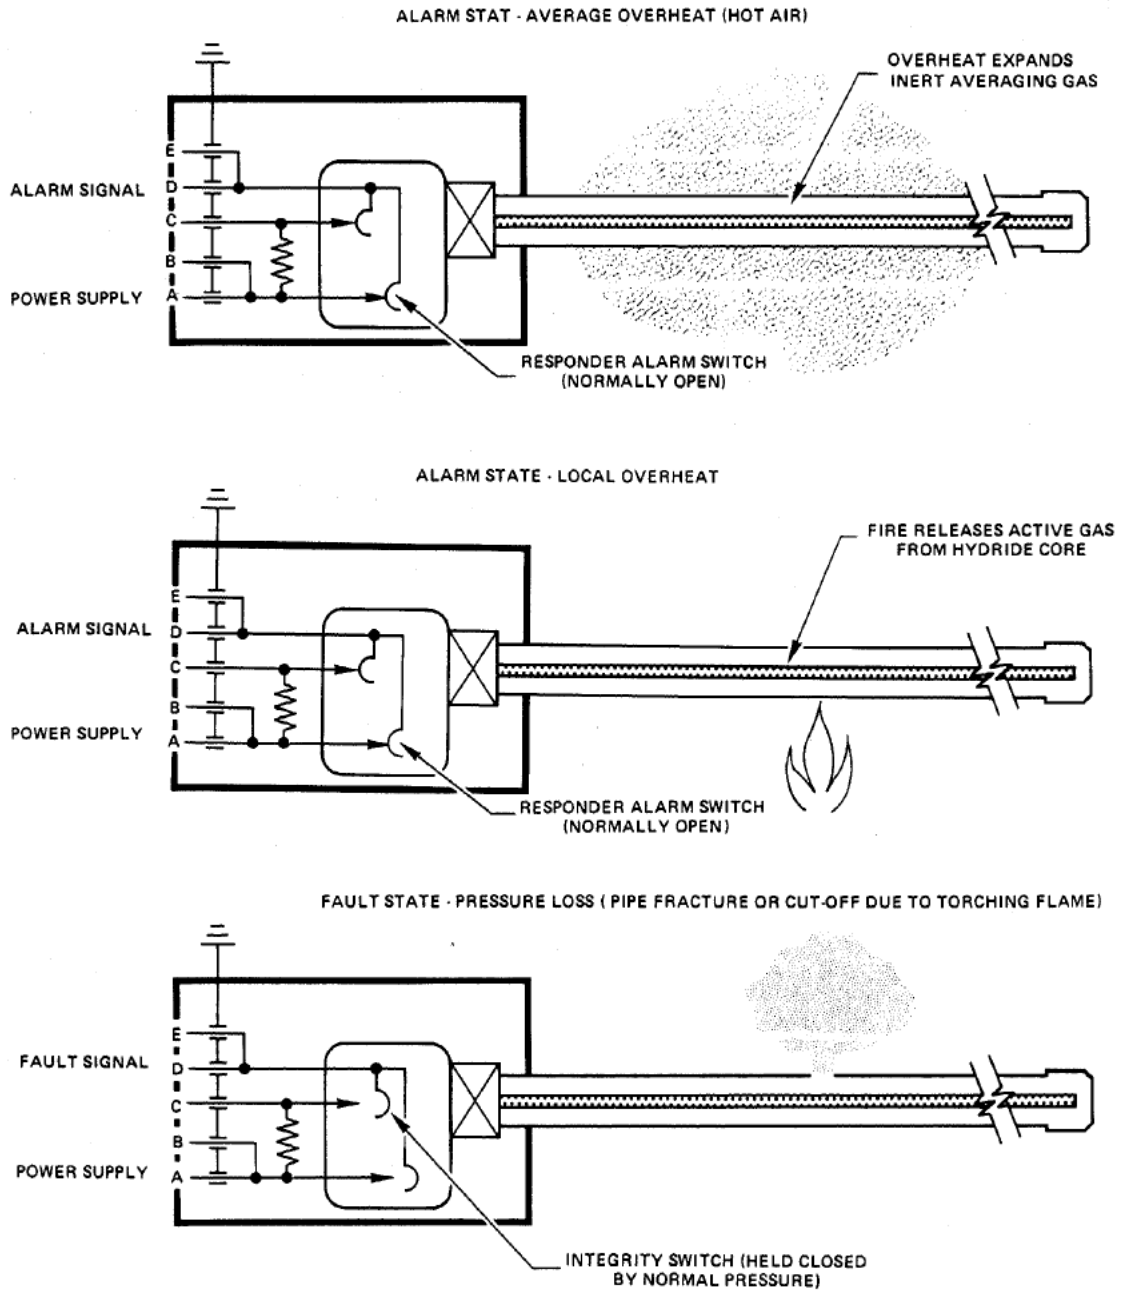 ALARM STAT - AVERAGE OVERHEAT (HOT AIR)
OVERHEAT EXPANDS
INERT AVERAGING GAS
E
ALARM SIGNAL D
C
B
POWER SUPPLY A
RESPONDER ALARM SWITCH
(NORMALLY OPEN)
ALARM STATE - LOCAL OVERHEAT
FIRE RELEASES ACTIVE GAS
FROM HYDRIDE CORE
E
ALARM SIGNAL D
C
B
POWER SUPPLY A
RESPONDER ALARM SWITCH
(NORMALLY OPEN)
FAULT STATE - PRESSURE LOSS ( PIPE FRACTURE OR CUT-OFF DUE TO TORCHING FLAME)
E
FAULT SIGNAL D
C
B
POWER SUPPLY A
INTEGRITY SWITCH (HELD CLOSED
BY NORMAL PRESSURE)